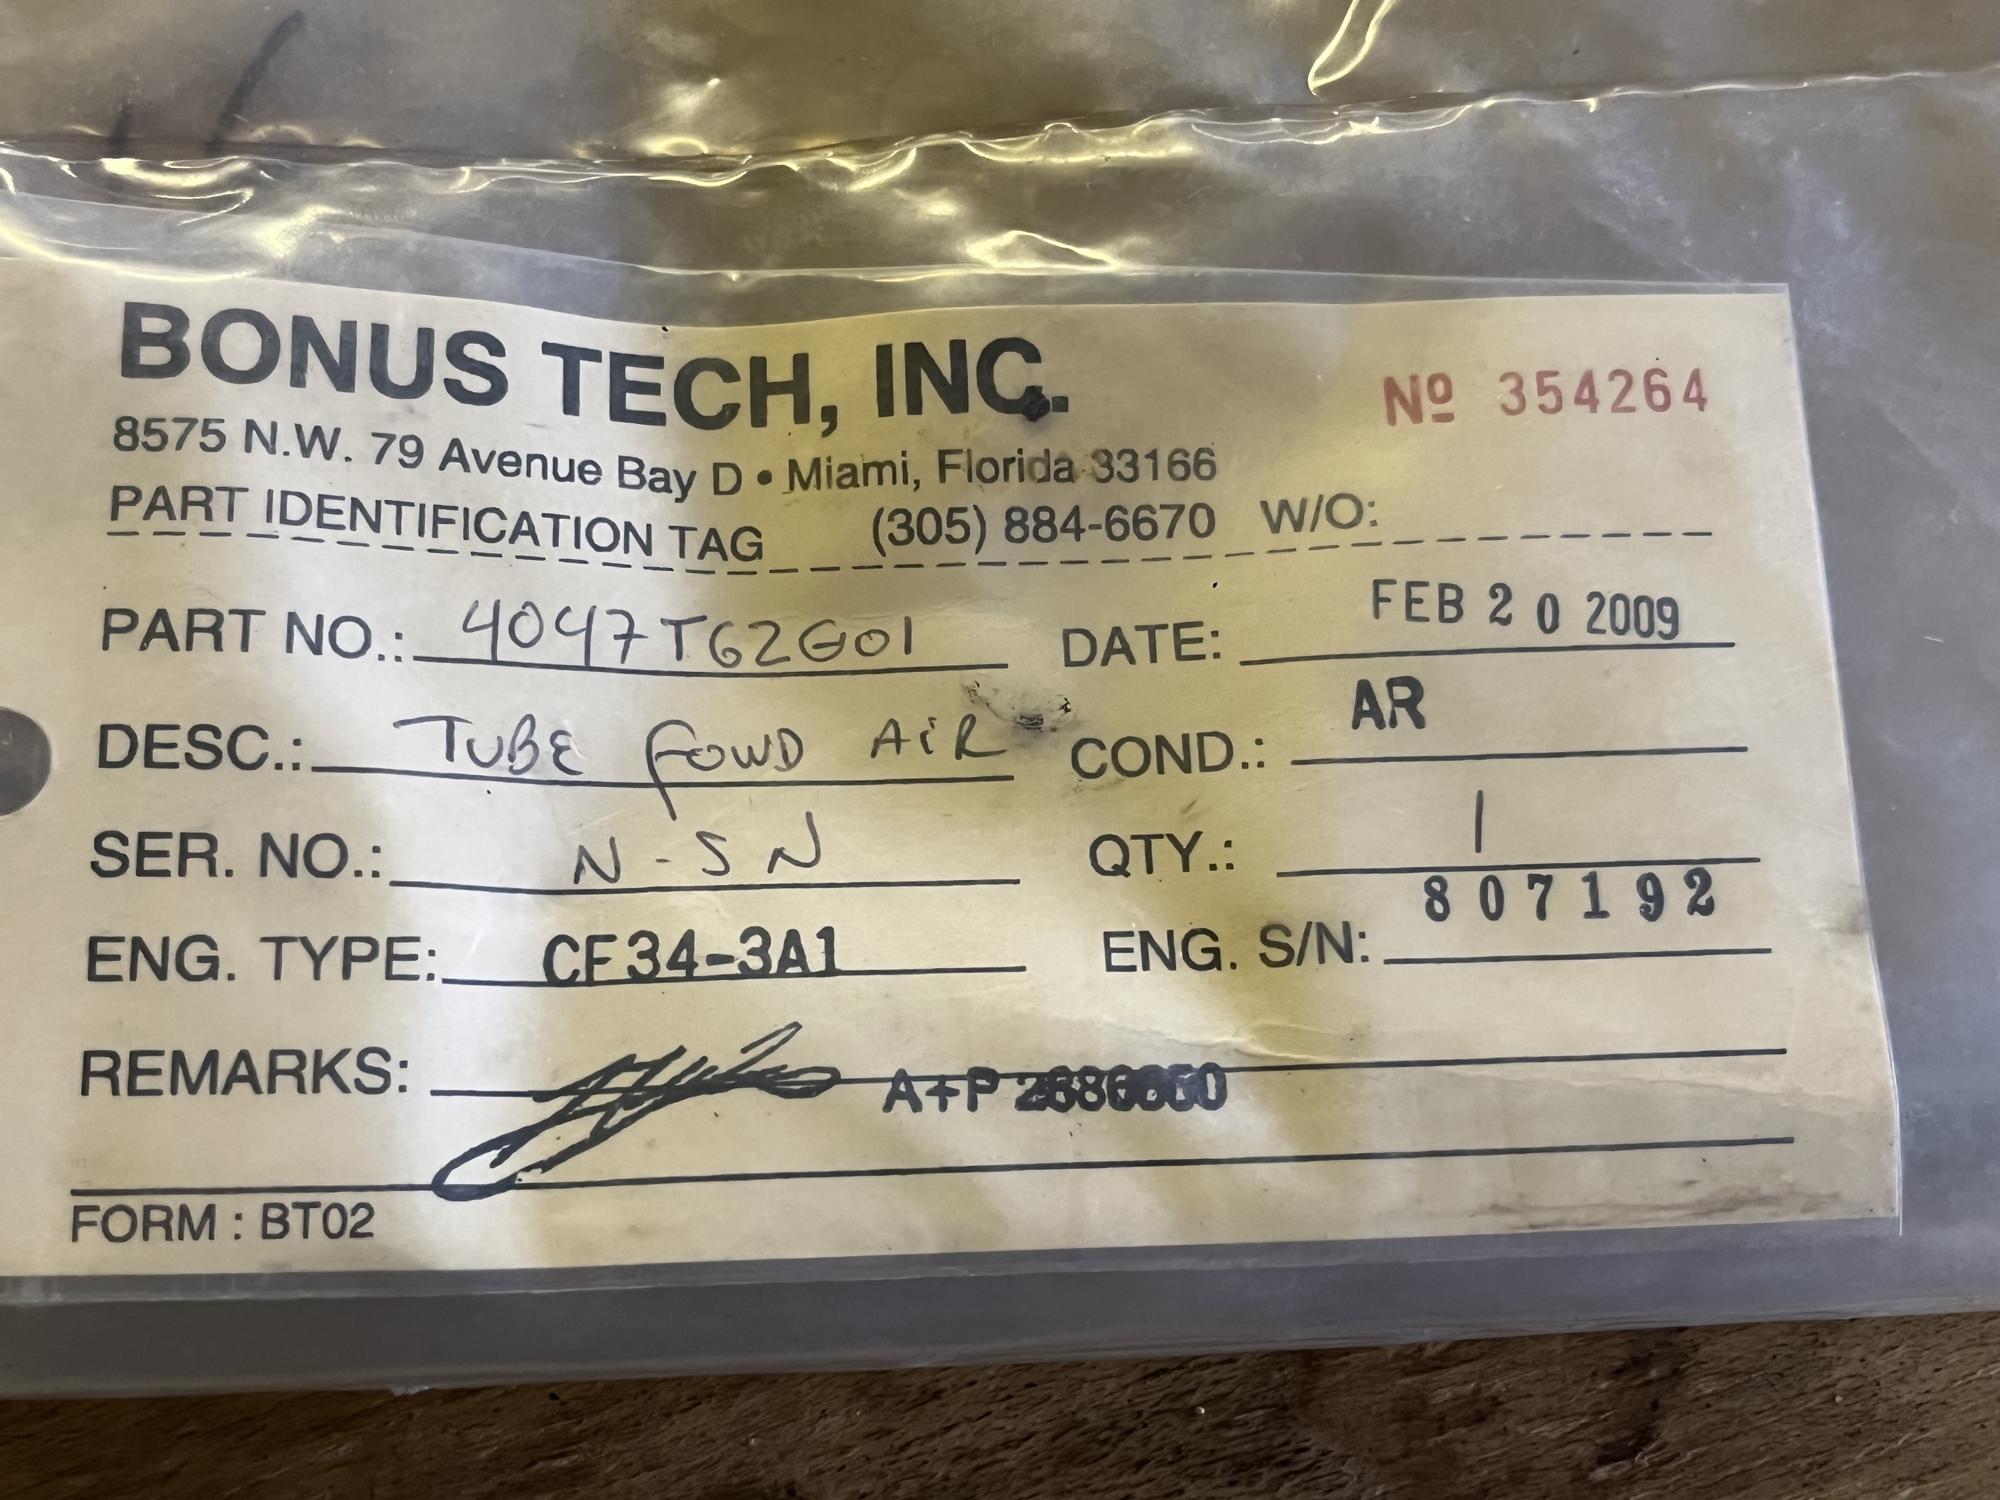 BONUS TECH, INC.
Nº 354264
8575 N.W. 79 Avenue Bay D • Miami, Florida 33166
PART IDENTIFICATION TAG (305) 884-6670 W/O:
PART NO.: 4047T62G01 DATE: FEB 20 2009
DESC.: TUBE FOWD AiR COND.: AR
SER. NO.: N-SN QTY.: 1
ENG. TYPE: CF34-3A1 ENG. S/N: 807192
REMARKS: A+P
FORM : BT02